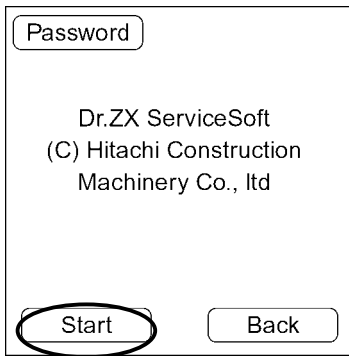 Password
Dr.ZX ServiceSoft
(C) Hitachi Construction
Machinery Co., ltd
Start Back